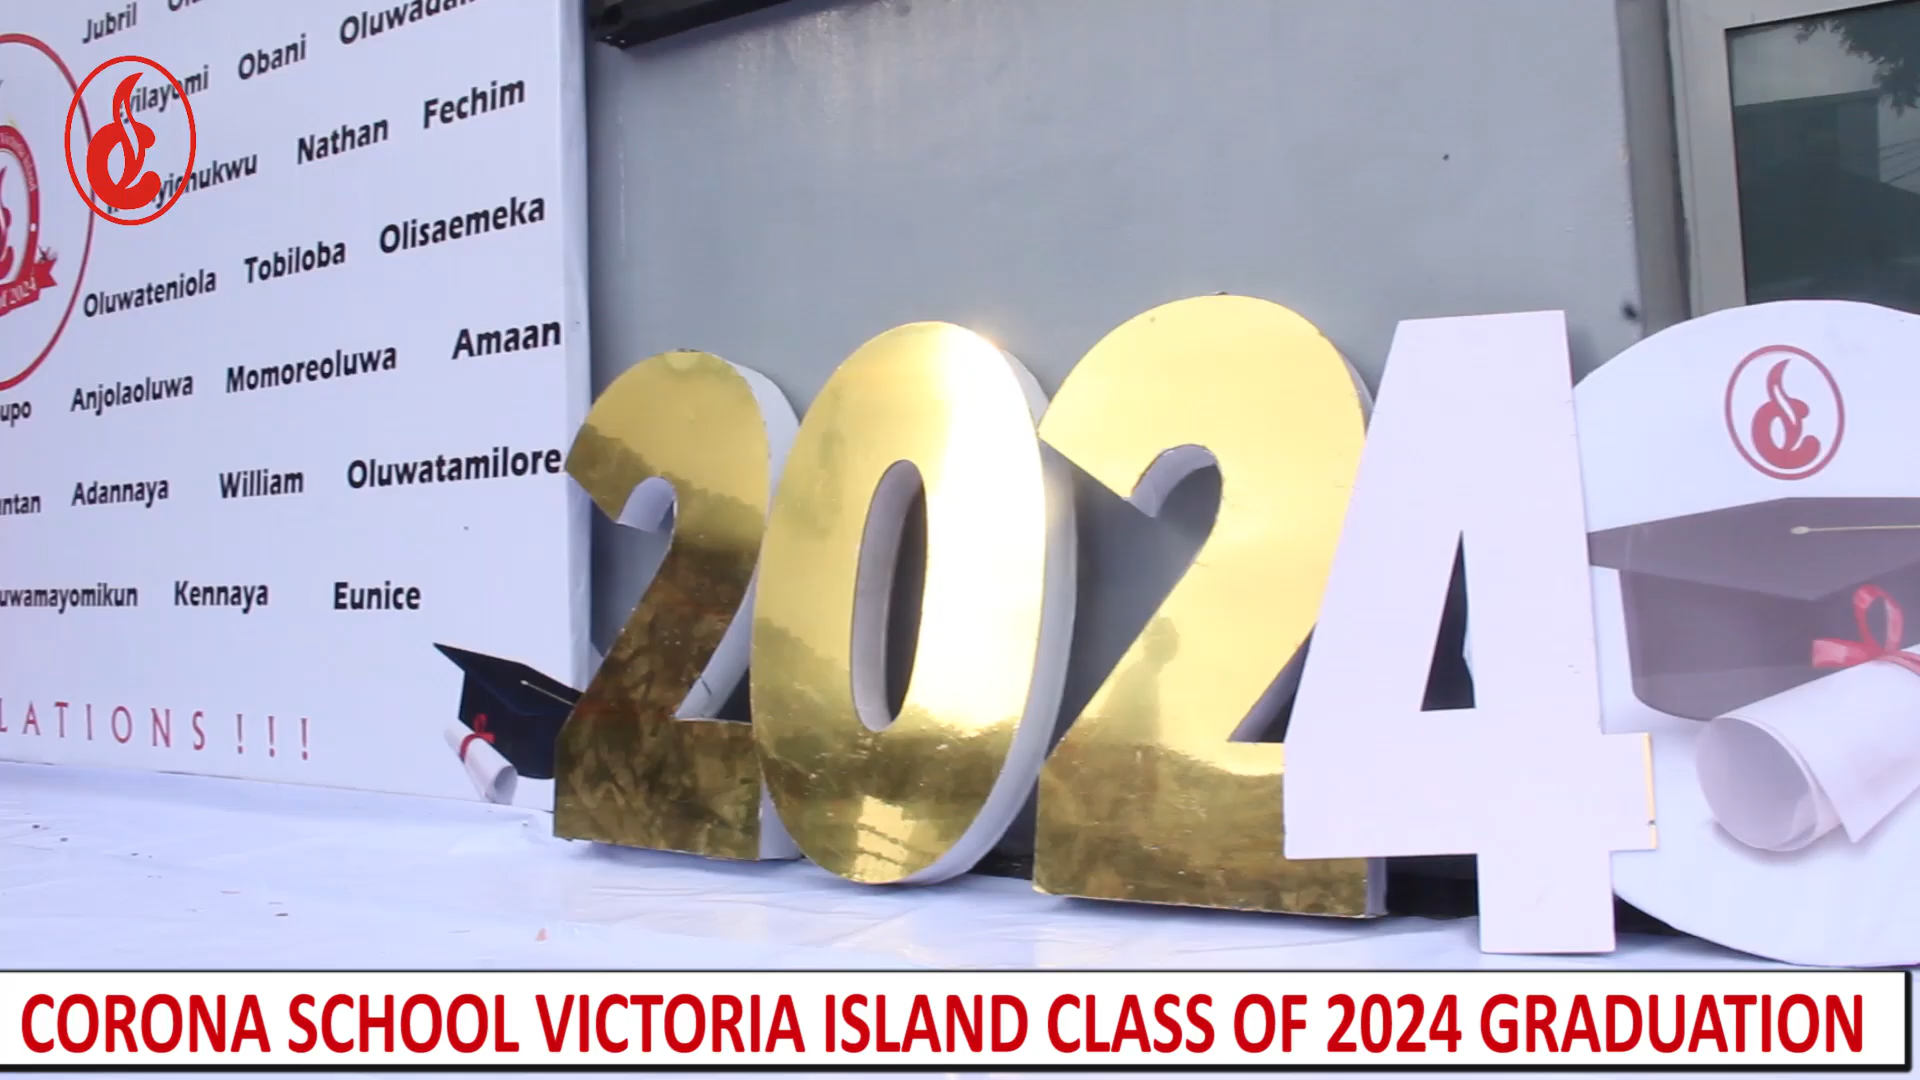 Jubril
Obani
Fechim
Nathan
Olisaemeka
Tobiloba
Oluwateniola
Amaan
Momoreoluwa
Anjolaoluwa
Oluwatamilore
William
Adannaya
Eunice
Kennaya
LATIONS ! ! !
2024
CORONA SCHOOL VICTORIA ISLAND CLASS OF 2024 GRADUATION